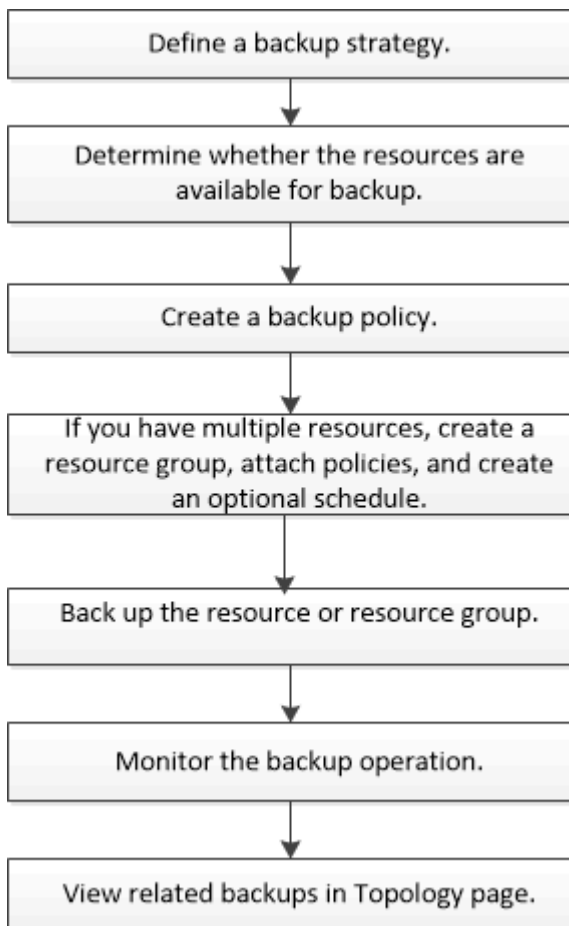 Define a backup strategy.
Determine whether the resources are
available for backup.
Create a backup policy.
If you have multiple resources, create a
resource group, attach policies, and create
an optional schedule.
Back up the resource or resource group.
Monitor the backup operation.
View related backups in Topology page.